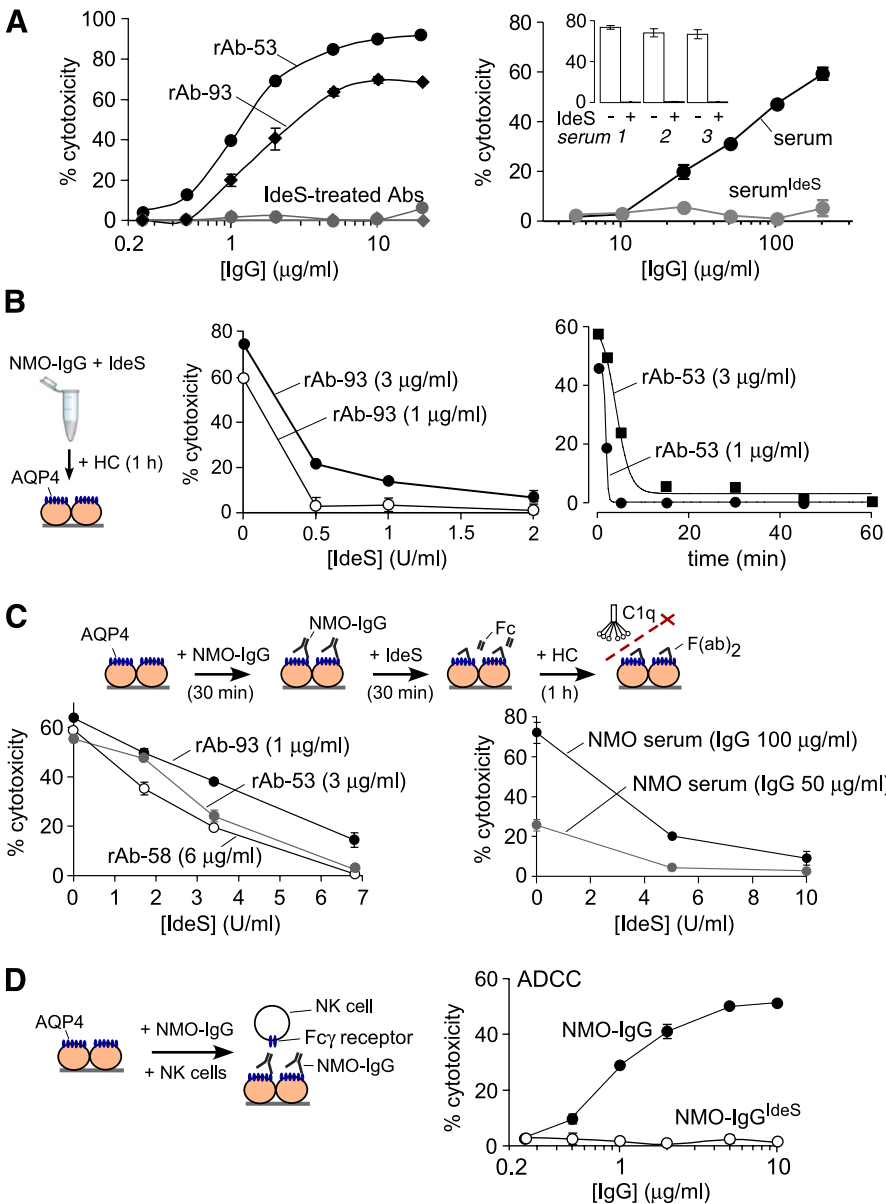 A
% cytotoxicity
100
80
60
40
20
0
rAb-53
rAb-93
IdeS-treated Abs
0.2
1
10
[IgG] (μg/ml)
% cytotoxicity
80
60
40
20
0
80
40
0
IdeS - + - + - +
serum 1 2 3
serum
serum^IdeS
10
100
[IgG] (μg/ml)
B
NMO-IgG + IdeS
+ HC (1 h)
AQP4
% cytotoxicity
80
60
40
20
0
rAb-93 (3 μg/ml)
rAb-93 (1 μg/ml)
0 0.5 1 1.5 2
[IdeS] (U/ml)
60
40
20
0
rAb-53 (3 μg/ml)
rAb-53 (1 μg/ml)
0 20 40 60
time (min)
C
AQP4
+ NMO-IgG
(30 min)
NMO-IgG
+ IdeS
(30 min)
Fc
+ HC
(1 h)
C1q
F(ab)2
% cytotoxicity
60
40
20
0
rAb-93 (1 μg/ml)
rAb-53 (3 μg/ml)
rAb-58 (6 μg/ml)
0 1 2 3 4 5 6 7
[IdeS] (U/ml)
% cytotoxicity
80
60
40
20
0
NMO serum (IgG 100 μg/ml)
NMO serum (IgG 50 μg/ml)
0 2 4 6 8 10
[IdeS] (U/ml)
D
AQP4
+ NMO-IgG
+ NK cells
NK cell
Fcγ receptor
NMO-IgG
ADCC
% cytotoxicity
60
40
20
0
NMO-IgG
NMO-IgG^IdeS
0.2
1
10
[IgG] (μg/ml)